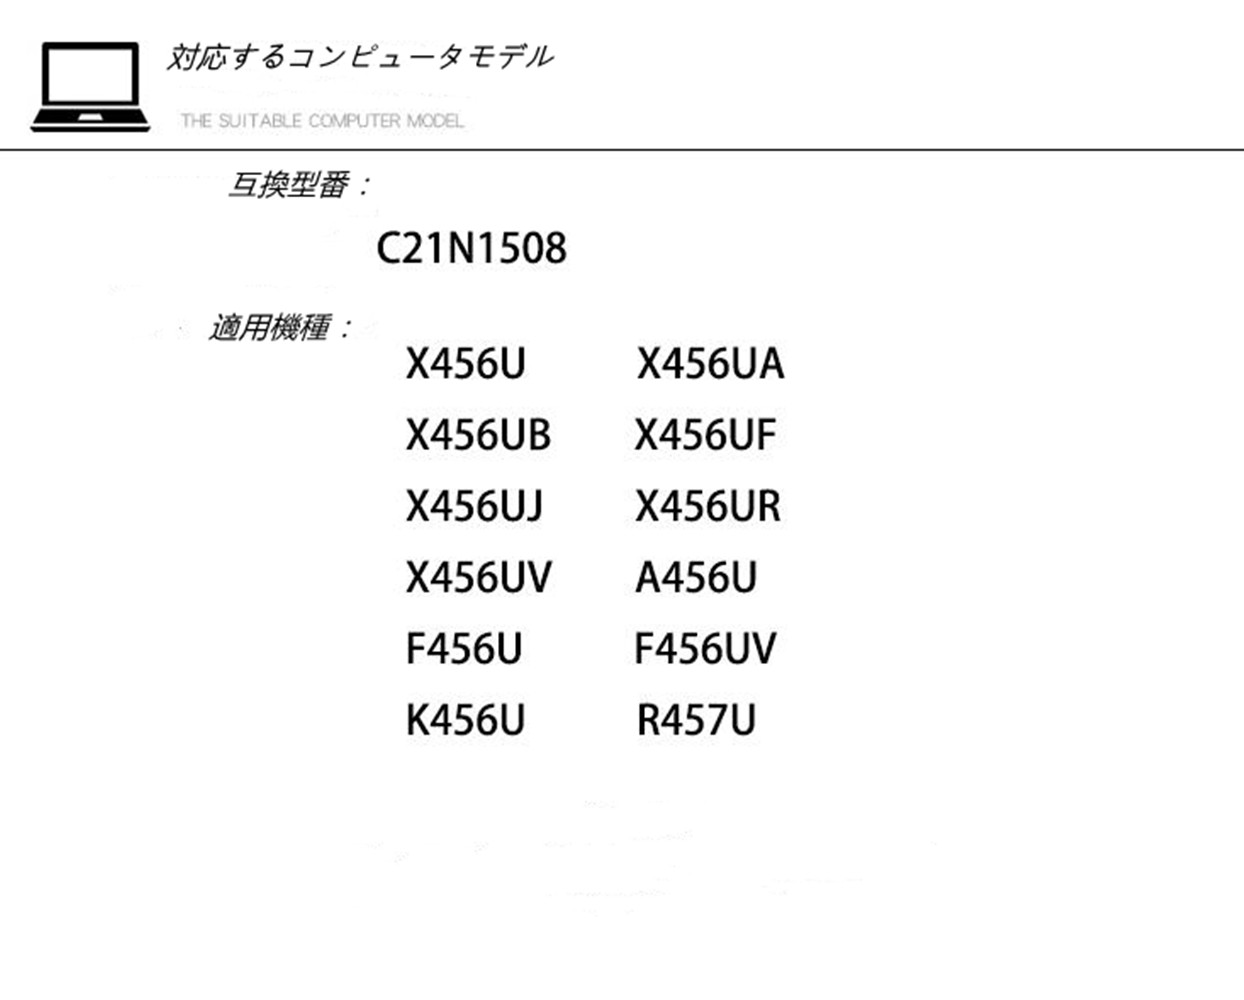 対応するコンピュータモデル
THE SUITABLE COMPUTER MODEL
互換型番：
C21N1508
適用機種：
X456U X456UA
X456UB X456UF
X456UJ X456UR
X456UV A456U
F456U F456UV
K456U R457U